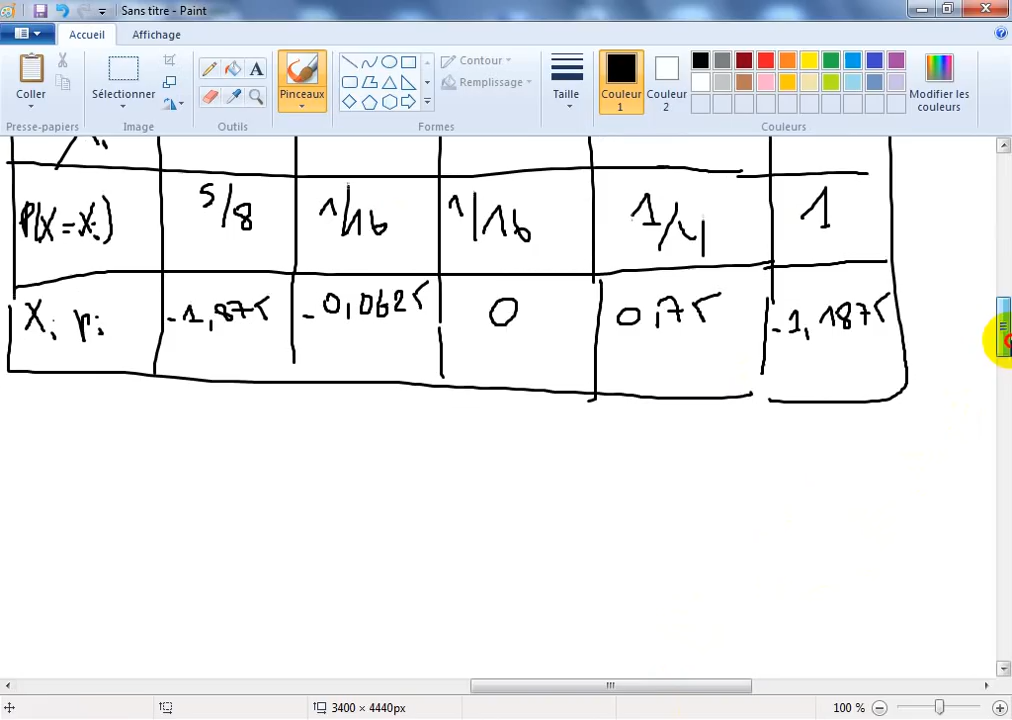 Sans titre - Paint
Accueil
Affichage
Coller
Sélectionner
Pinceaux
Contour
Remplissage
Taille
Couleur 1
Couleur 2
Modifier les couleurs
Presse-papiers
Image
Outils
Formes
Couleurs
P(X=xi) 5/8 1/16 1/16 1/4 1
Xi pi -1,875 -0,0625 0 0,75 -1,1875
3400 × 4440px
100 %